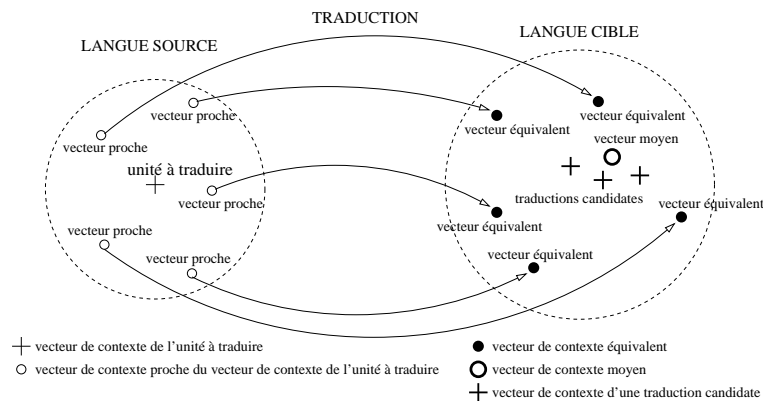 TRADUCTION
LANGUE SOURCE
LANGUE CIBLE
vecteur proche
vecteur équivalent
vecteur équivalent
vecteur proche
vecteur moyen
unité à traduire
vecteur proche
traductions candidates
vecteur équivalent
vecteur équivalent
vecteur proche
vecteur proche
vecteur équivalent
vecteur de contexte de l'unité à traduire
vecteur de contexte proche du vecteur de contexte de l'unité à traduire
vecteur de contexte équivalent
vecteur de contexte moyen
vecteur de contexte d'une traduction candidate